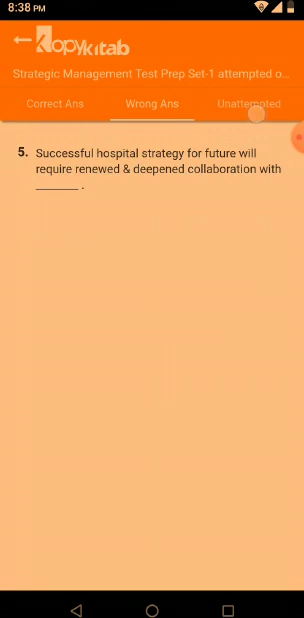 8:38 PM
Kopykitab
Strategic Management Test Prep Set-1 attempted o...
Correct Ans Wrong Ans Unattempted
5. Successful hospital strategy for future will
require renewed & deepened collaboration with
_______ .